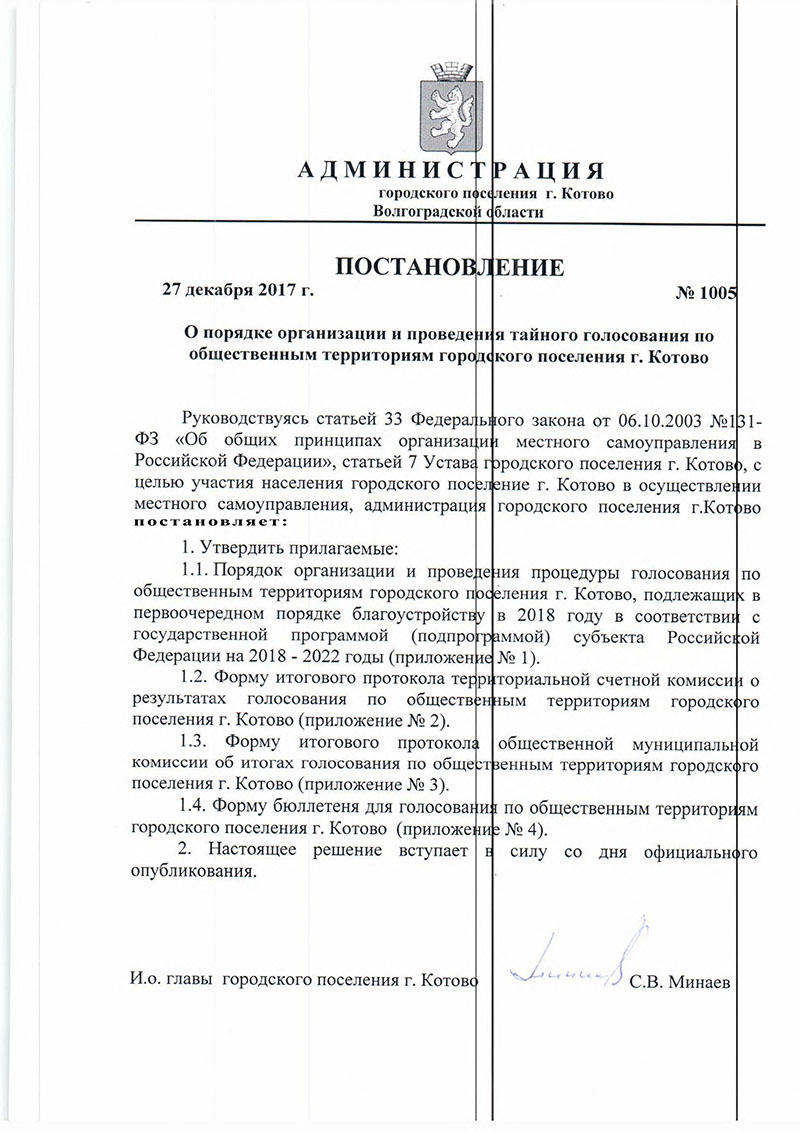 АДМИНИСТРАЦИЯ
городского поселения г. Котово
Волгоградской области
ПОСТАНОВЛЕНИЕ
27 декабря 2017 г.
№ 1005
О порядке организации и проведения тайного голосования по
общественным территориям городского поселения г. Котово
Руководствуясь статьей 33 Федерального закона от 06.10.2003 №131-
ФЗ «Об общих принципах организации местного самоуправления в
Российской Федерации», статьей 7 Устава городского поселения г. Котово, с
целью участия населения городского поселение г. Котово в осуществлении
местного самоуправления, администрация городского поселения г.Котово
постановляет:
1. Утвердить прилагаемые:
1.1. Порядок организации и проведения процедуры голосования по
общественным территориям городского поселения г. Котово, подлежащих в
первоочередном порядке благоустройству в 2018 году в соответствии с
государственной программой (подпрограммой) субъекта Российской
Федерации на 2018 - 2022 годы (приложение № 1).
1.2. Форму итогового протокола территориальной счетной комиссии о
результатах голосования по общественным территориям городского
поселения г. Котово (приложение № 2).
1.3. Форму итогового протокола общественной муниципальной
комиссии об итогах голосования по общественным территориям городского
поселения г. Котово (приложение № 3).
1.4. Форму бюллетеня для голосования по общественным территориям
городского поселения г. Котово (приложение № 4).
2. Настоящее решение вступает в силу со дня официального
опубликования.
И.о. главы городского поселения г. Котово
С.В. Минаев